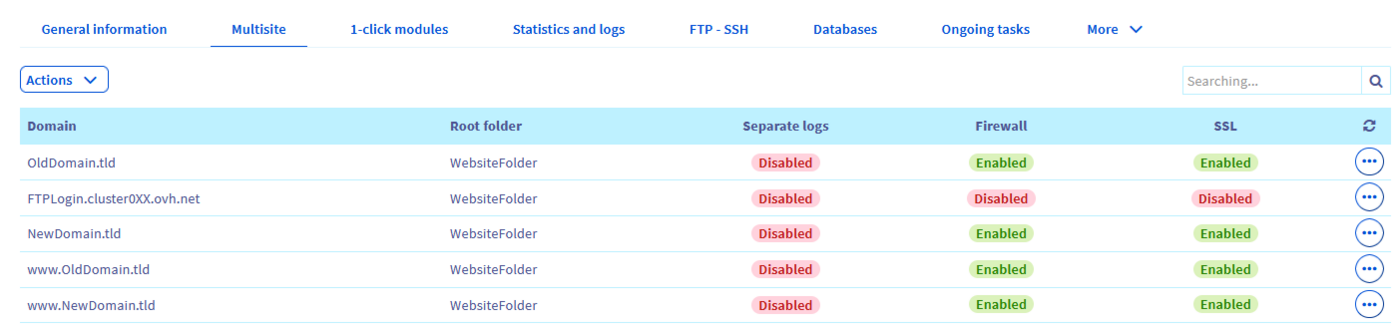 General information Multisite 1-click modules Statistics and logs FTP - SSH Databases Ongoing tasks More
Actions Searching...
Domain Root folder Separate logs Firewall SSL
OldDomain.tld WebsiteFolder Disabled Enabled Enabled
FTPLogin.cluster0XX.ovh.net WebsiteFolder Disabled Disabled Disabled
NewDomain.tld WebsiteFolder Disabled Enabled Enabled
www.OldDomain.tld WebsiteFolder Disabled Enabled Enabled
www.NewDomain.tld WebsiteFolder Disabled Enabled Enabled